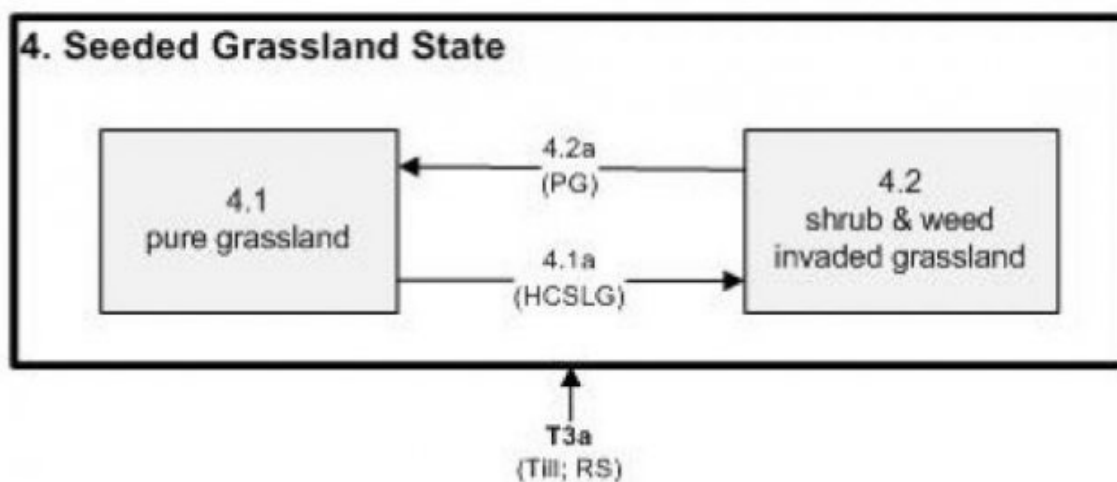 4. Seeded Grassland State
4.2a
(PG)
4.1
pure grassland
4.2
shrub & weed
invaded grassland
4.1a
(HCSLG)
T3a
(Till; RS)